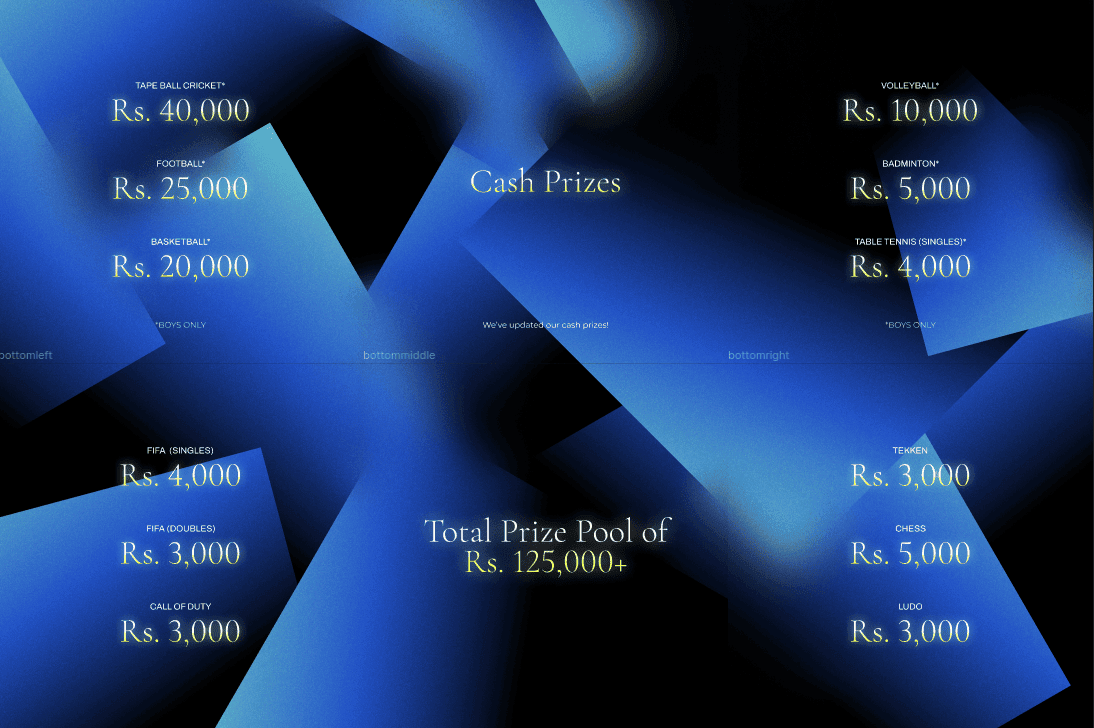 TAPE BALL CRICKET*
Rs. 40,000
FOOTBALL*
Rs. 25,000
BASKETBALL*
Rs. 20,000
*BOYS ONLY
Cash Prizes
We've updated our cash prizes!
VOLLEYBALL*
Rs. 10,000
BADMINTON*
Rs. 5,000
TABLE TENNIS (SINGLES)*
Rs. 4,000
*BOYS ONLY
bottomleft
bottommiddle
bottomright
FIFA (SINGLES)
Rs. 4,000
FIFA (DOUBLES)
Rs. 3,000
CALL OF DUTY
Rs. 3,000
Total Prize Pool of
Rs. 125,000+
TEKKEN
Rs. 3,000
CHESS
Rs. 5,000
LUDO
Rs. 3,000